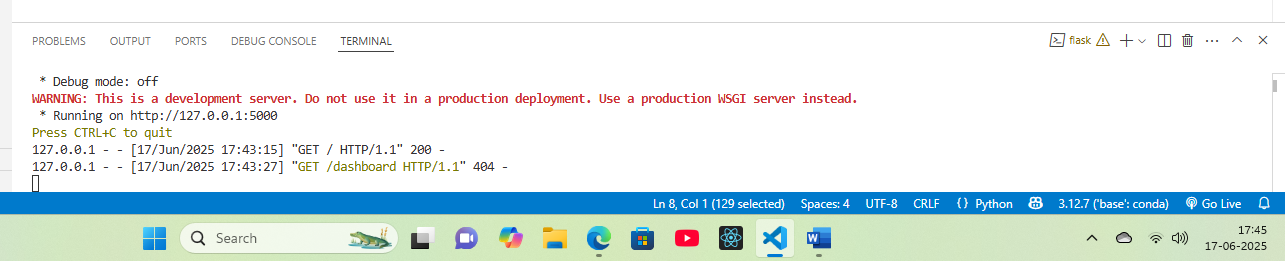 PROBLEMS OUTPUT PORTS DEBUG CONSOLE TERMINAL flask
* Debug mode: off
WARNING: This is a development server. Do not use it in a production deployment. Use a production WSGI server instead.
* Running on http://127.0.0.1:5000
Press CTRL+C to quit
127.0.0.1 - - [17/Jun/2025 17:43:15] "GET / HTTP/1.1" 200 -
127.0.0.1 - - [17/Jun/2025 17:43:27] "GET /dashboard HTTP/1.1" 404 -
Ln 8, Col 1 (129 selected) Spaces: 4 UTF-8 CRLF {} Python 3.12.7 ('base': conda) Go Live
Search
17:45
17-06-2025